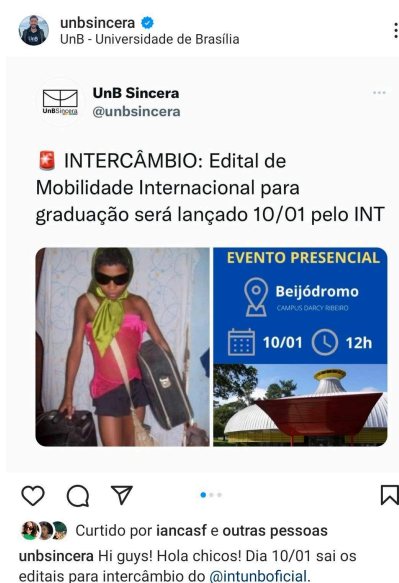 unbsincera
UnB - Universidade de Brasília
UnB Sincera
UnBSincera
@unbsincera
🚨 INTERCÂMBIO: Edital de
Mobilidade Internacional para
graduação será lançado 10/01 pelo INT
EVENTO PRESENCIAL
Beijódromo
CAMPUS DARCY RIBEIRO
10/01 12h
Curtido por iancasf e outras pessoas
unbsincera Hi guys! Hola chicos! Dia 10/01 sai os
editais para intercâmbio do @intunboficial.